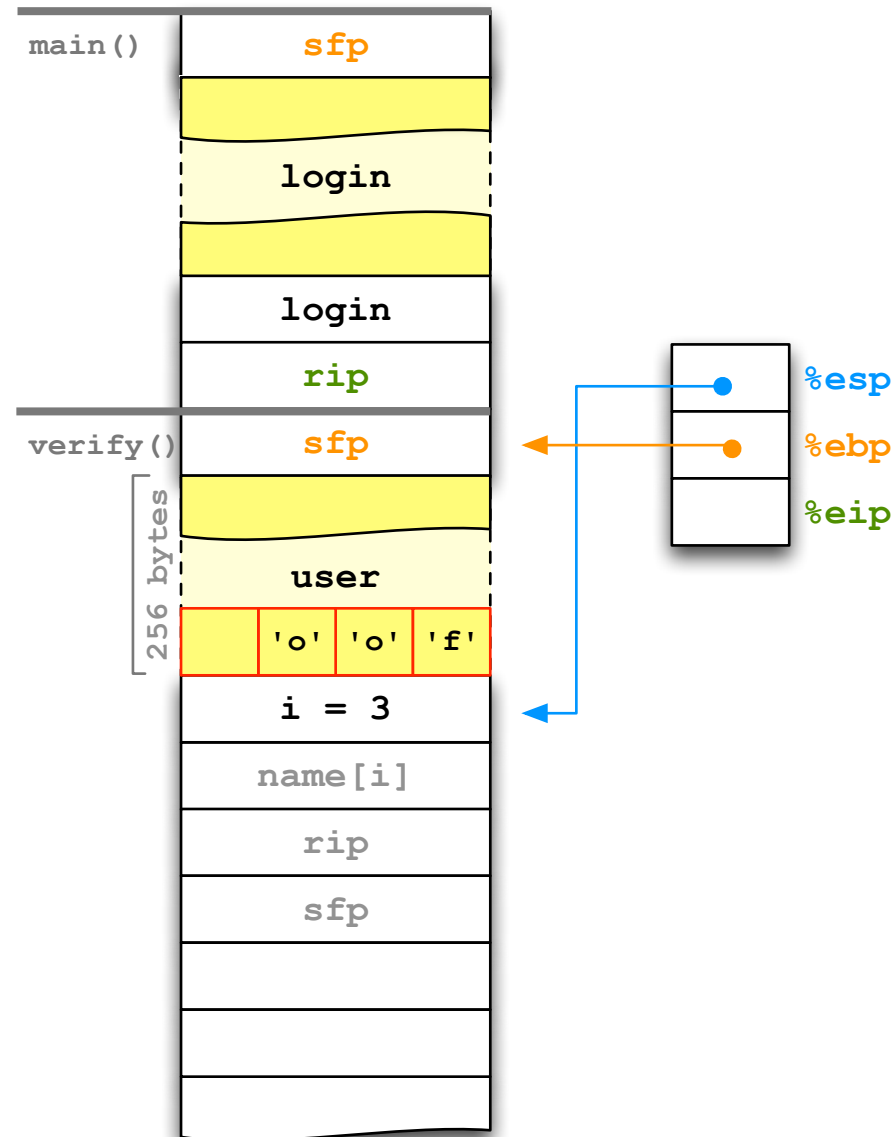 main()
sfp
login
login
rip
%esp
verify()
sfp
%ebp
%eip
256 bytes
user
'o' 'o' 'f'
i = 3
name[i]
rip
sfp